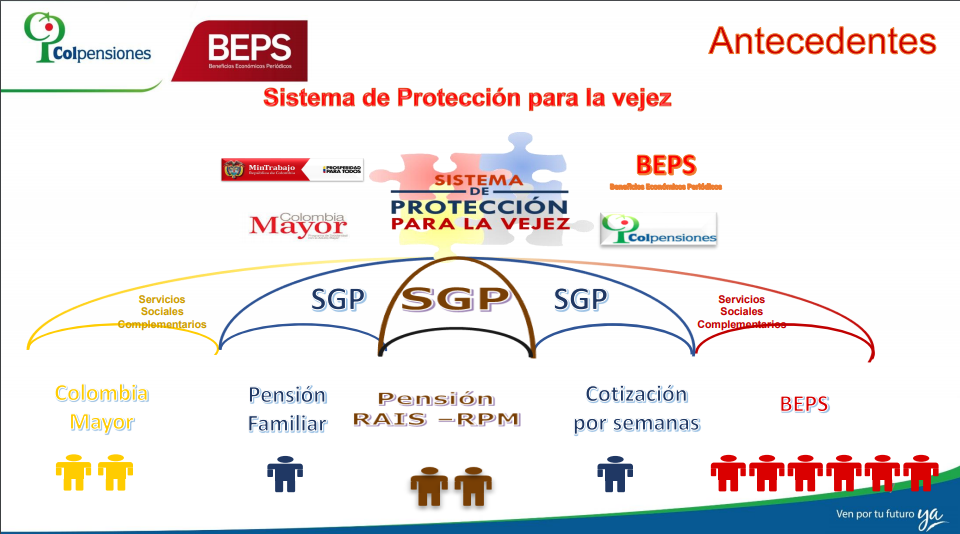 Colpensiones
BEPS
Beneficios Económicos Periódicos
Antecedentes
Sistema de Protección para la vejez
MinTrabajo
República de Colombia
PROSPERIDAD
PARA TODOS
SISTEMA
DE
PROTECCIÓN
PARA LA VEJEZ
BEPS
Beneficios Económicos Periódicos
Colombia
Mayor
Colpensiones
Servicios
Sociales
Complementarios
SGP
SGP
SGP
Servicios
Sociales
Complementarios
Colombia
Mayor
Pensión
Familiar
Pensión
RAIS –RPM
Cotización
por semanas
BEPS
Ven por tu futuro ya